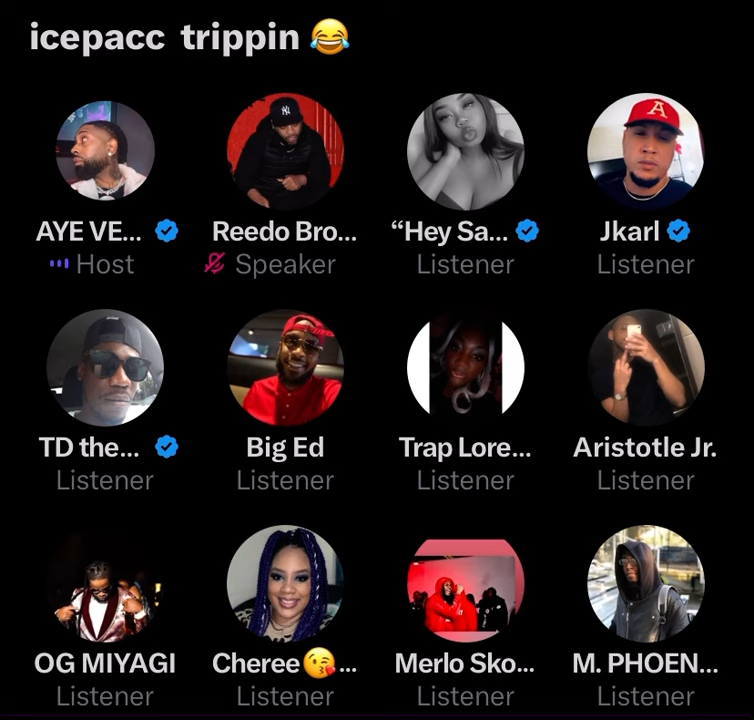 icepacc trippin 😂
AYE VE... Reedo Bro... “Hey Sa... Jkarl
Host Speaker Listener Listener
TD the... Big Ed Trap Lore... Aristotle Jr.
Listener Listener Listener Listener
OG MIYAGI Cheree😘... Merlo Sko... M. PHOEN...
Listener Listener Listener Listener